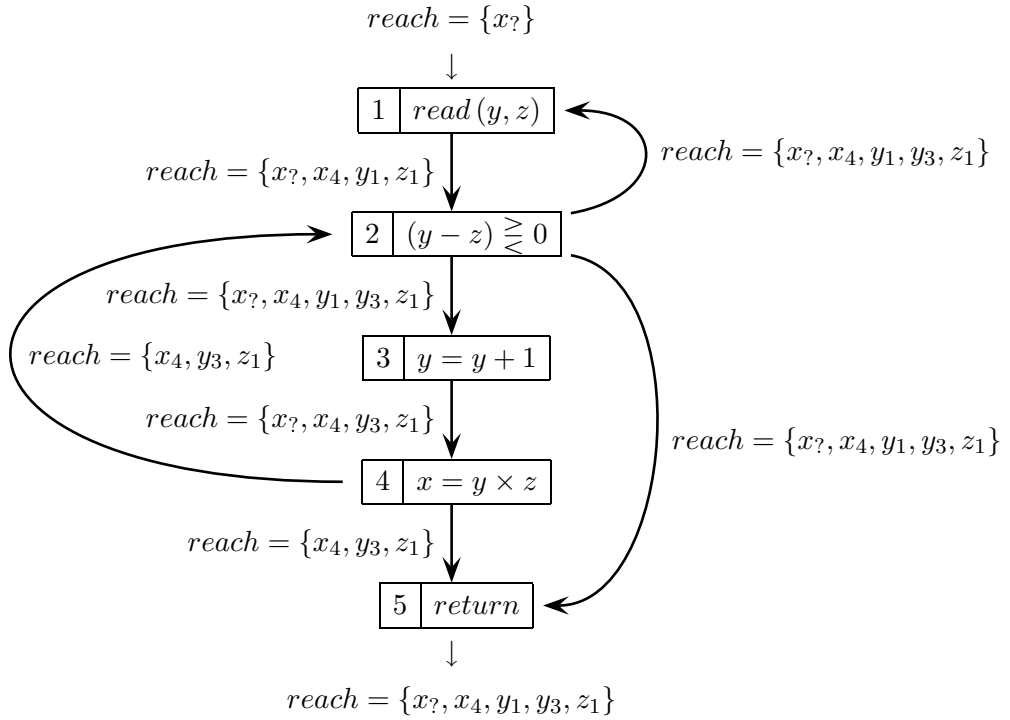 reach = {x?}
↓
1 read (y, z)
reach = {x?, x4, y1, y3, z1}
reach = {x?, x4, y1, z1}
2 (y − z) ⪌ 0
reach = {x?, x4, y1, y3, z1}
reach = {x4, y3, z1}
3 y = y + 1
reach = {x?, x4, y3, z1}
reach = {x?, x4, y1, y3, z1}
4 x = y × z
reach = {x4, y3, z1}
5 return
↓
reach = {x?, x4, y1, y3, z1}